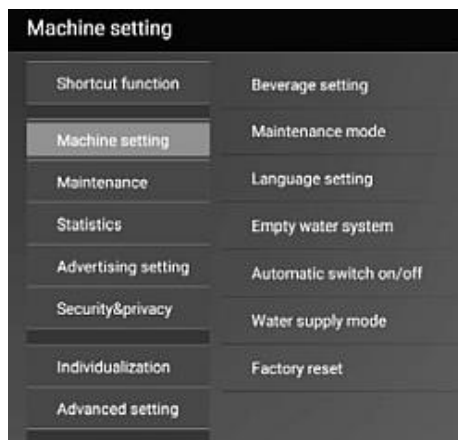 Machine setting
Shortcut function
Machine setting
Maintenance
Statistics
Advertising setting
Security&privacy
Individualization
Advanced setting
Beverage setting
Maintenance mode
Language setting
Empty water system
Automatic switch on/off
Water supply mode
Factory reset